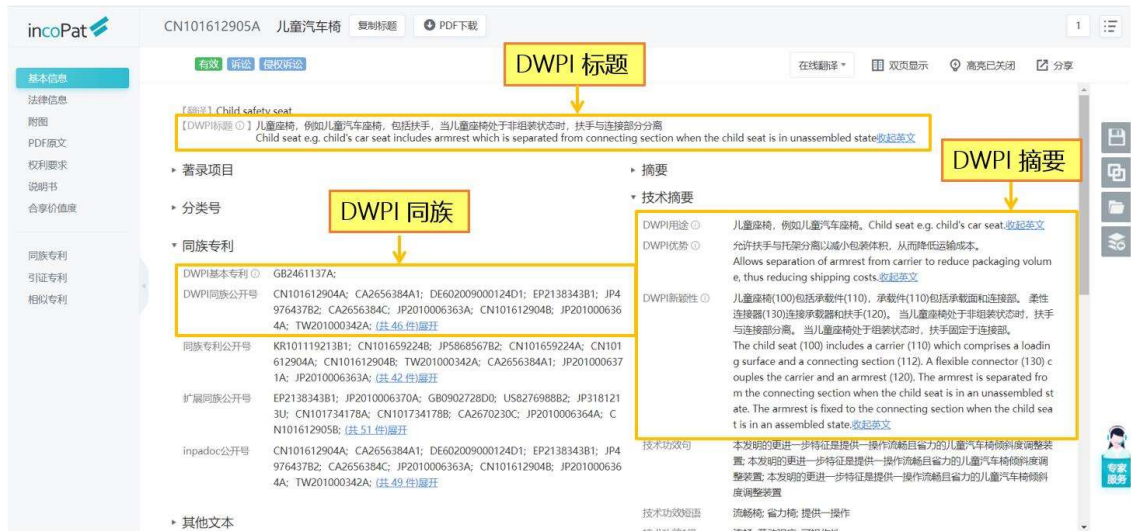 incoPat
CN101612905A 儿童汽车椅 复制标题 PDF下载 1
有效 诉讼 侵权诉讼
DWPI 标题
在线翻译 双页显示 高亮已关闭 分享
基本信息
法律信息
附图
PDF原文
权利要求
说明书
合享价值度
同族专利
引证专利
相似专利
【翻译】Child safety seat
【DWPI标题】儿童座椅，例如儿童汽车座椅，包括扶手，当儿童座椅处于非组装状态时，扶手与连接部分分离
Child seat e.g. child's car seat includes armrest which is separated from connecting section when the child seat is in unassembled state收起英文
著录项目
分类号
DWPI 同族
同族专利
DWPI基本专利 GB2461137A;
DWPI同族公开号 CN101612904A; CA2656384A1; DE602009000124D1; EP2138343B1; JP4
976437B2; CA2656384C; JP2010006363A; CN101612904B; JP201000636
4A; TW201000342A; (共 46 件)展开
同族专利公开号 KR101119213B1; CN101659224B; JP5868567B2; CN101659224A; CN101
612904A; CN101612904B; TW201000342A; CA2656384A1; JP201000637
1A; JP2010006363A; (共 42 件)展开
扩展同族公开号 EP2138343B1; JP2010006370A; GB0902728D0; US8276988B2; JP318121
3U; CN101734178A; CN101734178B; CA2670230C; JP2010006364A; C
N101612905B; (共 51 件)展开
inpadoc公开号 CN101612904A; CA2656384A1; DE602009000124D1; EP2138343B1; JP4
976437B2; CA2656384C; JP2010006363A; CN101612904B; JP201000636
4A; TW201000342A; (共 49 件)展开
其他文本
摘要
DWPI 摘要
技术摘要
DWPI用途 儿童座椅，例如儿童汽车座椅。Child seat e.g. child's car seat.收起英文
DWPI优势 允许扶手与托架分离以减小包装体积，从而降低运输成本。
Allows separation of armrest from carrier to reduce packaging volum
e, thus reducing shipping costs.收起英文
DWPI新颖性 儿童座椅(100)包括承载件(110)，承载件(110)包括承载面和连接部。 柔性
连接器(130)连接承载器和扶手(120)。 当儿童座椅处于非组装状态时，扶手
与连接部分离。 当儿童座椅处于组装状态时，扶手固定于连接部。
The child seat (100) includes a carrier (110) which comprises a loadin
g surface and a connecting section (112). A flexible connector (130) c
ouples the carrier and an armrest (120). The armrest is separated fro
m the connecting section when the child seat is in an unassembled st
ate. The armrest is fixed to the connecting section when the child sea
t is in an assembled state.收起英文
技术功效句 本发明的更进一步特征是提供一操作流畅且省力的儿童汽车椅倾斜度调整装
置; 本发明的更进一步特征是提供一操作流畅且省力的儿童汽车椅倾斜度调
整装置; 本发明的更进一步特征是提供一操作流畅且省力的儿童汽车椅倾斜
度调整装置
技术功效短语 流畅椅; 省力椅; 提供一操作
专家
服务